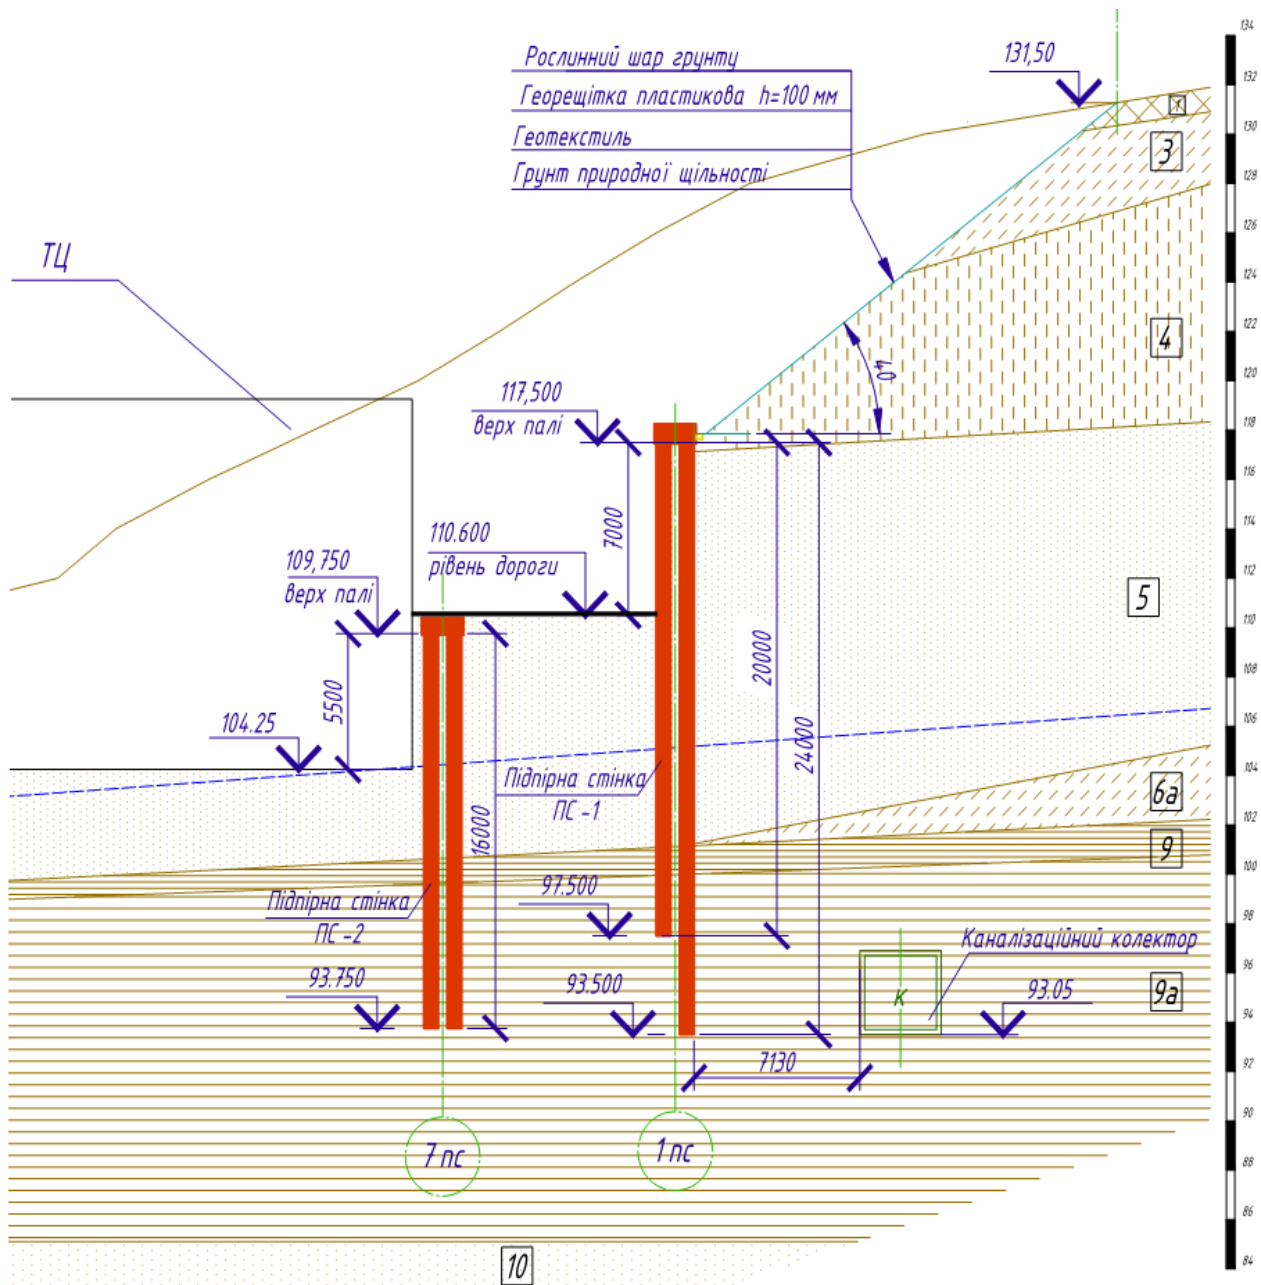 134
Рослинний шар грунту
131,50
132
Георещітка пластикова h=100 мм
1
130
Геотекстиль
3
Грунт природної щільності
128
126
ТЦ
124
4
122
40
120
117,500
верх палі
118
116
7000
114
110.600
рівень дороги
109,750
верх палі
112
5
110
20000
5500
108
104.25
24000
106
Підпірна стінка
ПС -1
104
6а
16000
102
9
100
97.500
Підпірна стінка
ПС -2
98
Каналізаційний колектор
96
93.750
93.500
К
93.05
9а
94
7130
92
90
7 пс
1 пс
88
86
10
84